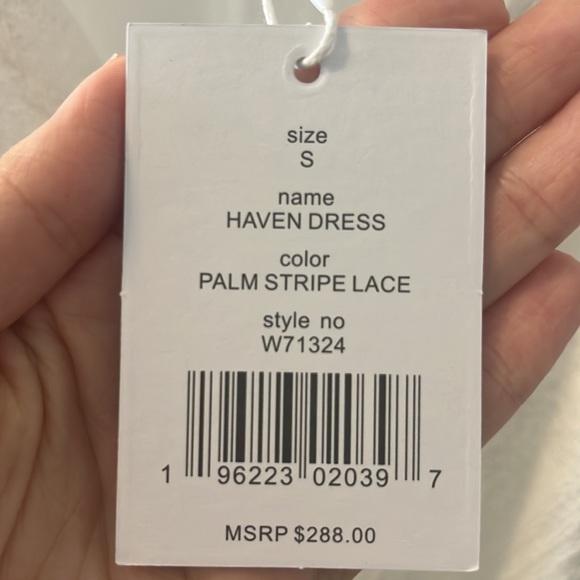 size
S
name
HAVEN DRESS
color
PALM STRIPE LACE
style no
W71324
1 96223 02039 7
MSRP $288.00